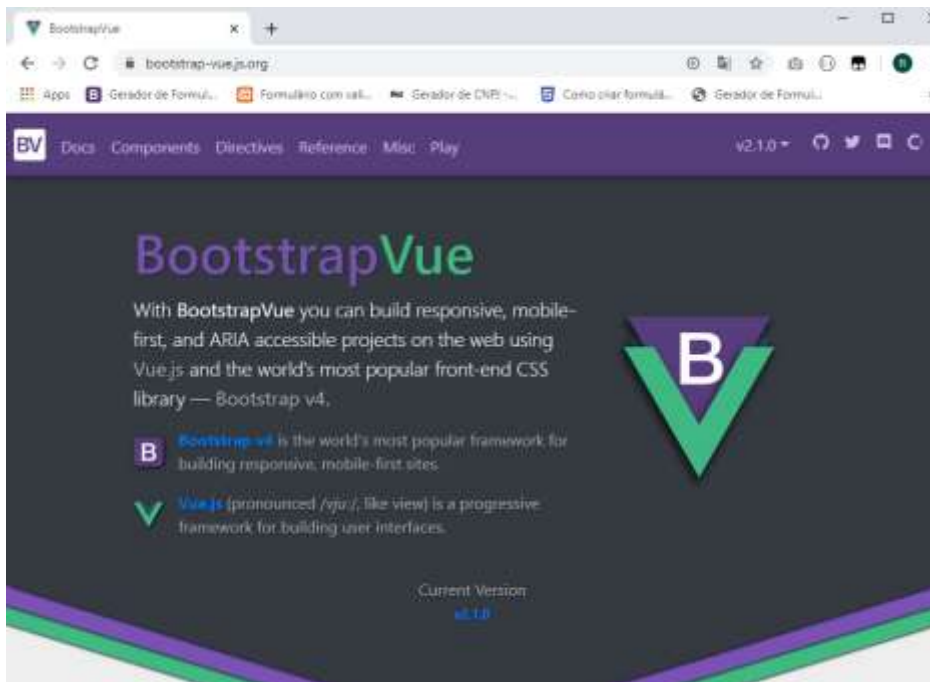 BootstrapVue
bootstrap-vue.js.org
Apps Gerador de Formul... Formulário com vali... Gerador de CNPJ -... Como criar formulá... Gerador de Formul...
BV Docs Components Directives Reference Misc Play v2.1.0
BootstrapVue
With BootstrapVue you can build responsive, mobile-
first, and ARIA accessible projects on the web using
Vue.js and the world's most popular front-end CSS
library — Bootstrap v4.
B
B Bootstrap v4 is the world's most popular framework for
building responsive, mobile-first sites
Vue.js (pronounced /vjuː/, like view) is a progressive
framework for building user interfaces.
Current Version
v2.1.0